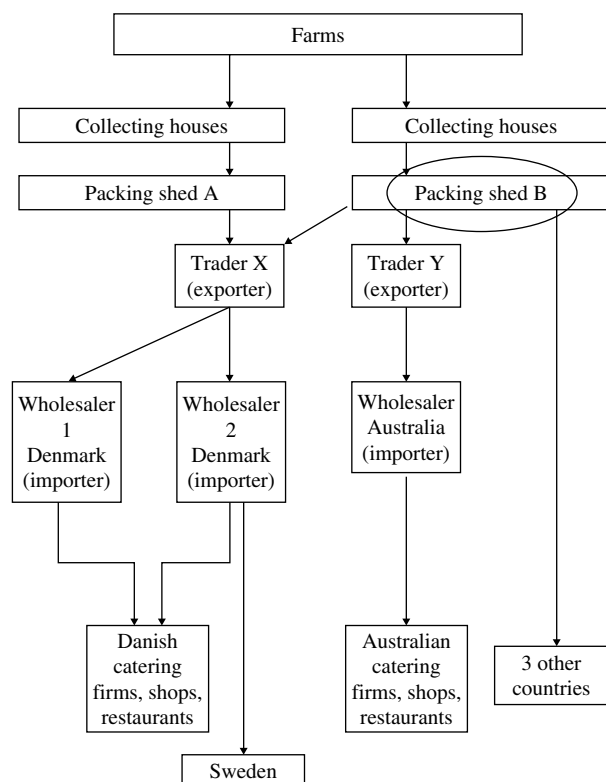 Farms
Collecting houses
Collecting houses
Packing shed A
Packing shed B
Trader X
(exporter)
Trader Y
(exporter)
Wholesaler
1
Denmark
(importer)
Wholesaler
2
Denmark
(importer)
Wholesaler
Australia
(importer)
Danish
catering
firms, shops,
restaurants
Australian
catering
firms, shops,
restaurants
3 other
countries
Sweden